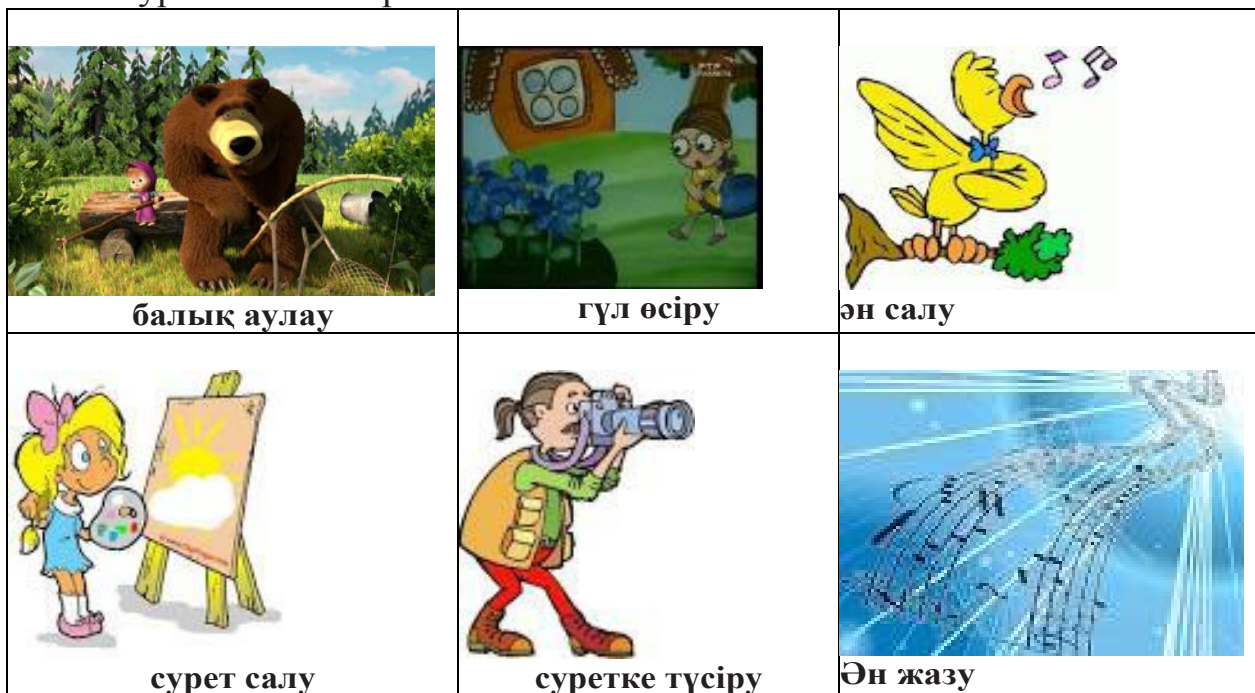 балық аулау
гүл өсіру
ән салу
сурет салу
суретке түсіру
Ән жазу